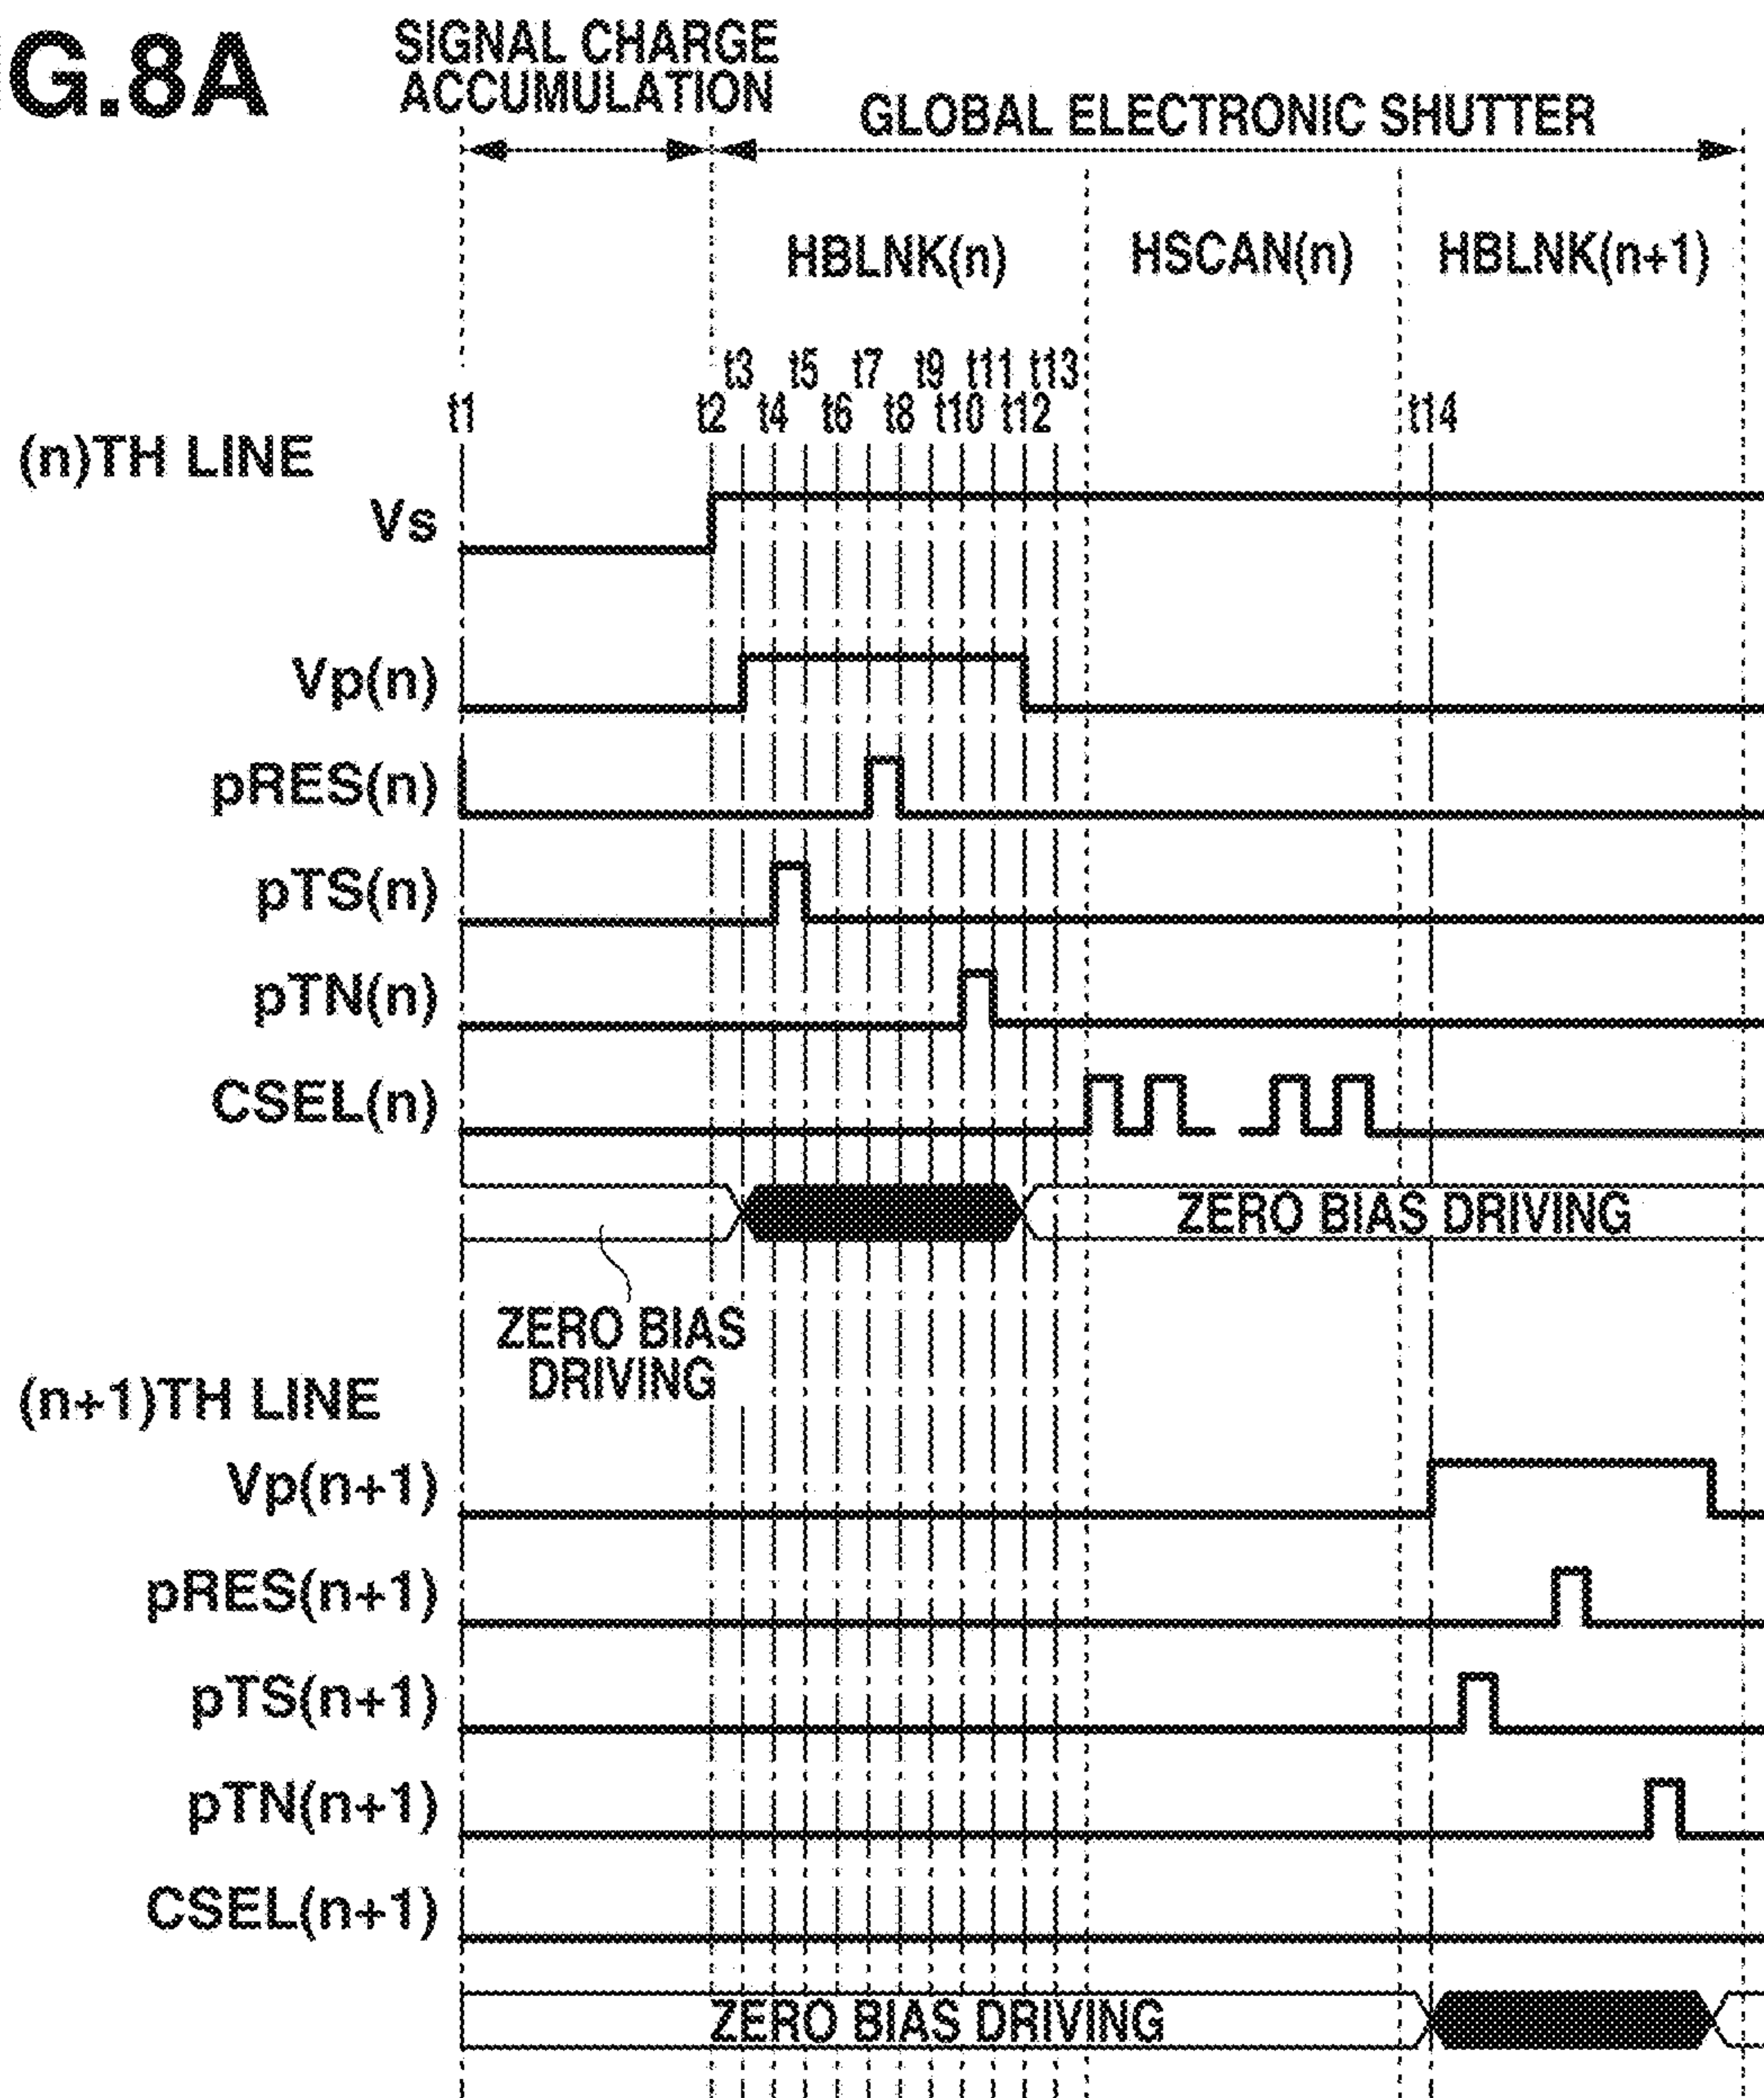 G.8A
SIGNAL CHARGE
ACCUMULATION
GLOBAL ELECTRONIC SHUTTER
HBLNK(n) HSCAN(n) HBLNK(n+1)
t3 t5 t7 t9 t11 t13
t1 t2 t4 t6 t8 t10 t12 t14
(n)TH LINE
Vs
Vp(n)
pRES(n)
pTS(n)
pTN(n)
CSEL(n)
ZERO BIAS DRIVING
ZERO BIAS
DRIVING
(n+1)TH LINE
Vp(n+1)
pRES(n+1)
pTS(n+1)
pTN(n+1)
CSEL(n+1)
ZERO BIAS DRIVING